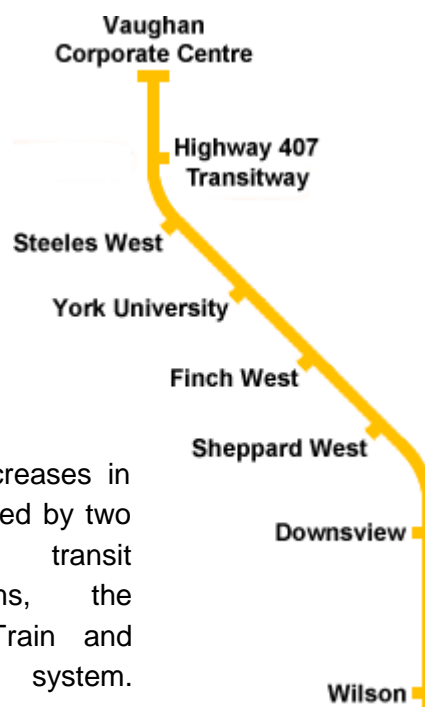 Vaughan
Corporate Centre
Highway 407
Transitway
Steeles West
York University
Finch West
Sheppard West
creases in
ed by two
transit
ns, the
Train and
system.
Downsview
Wilson